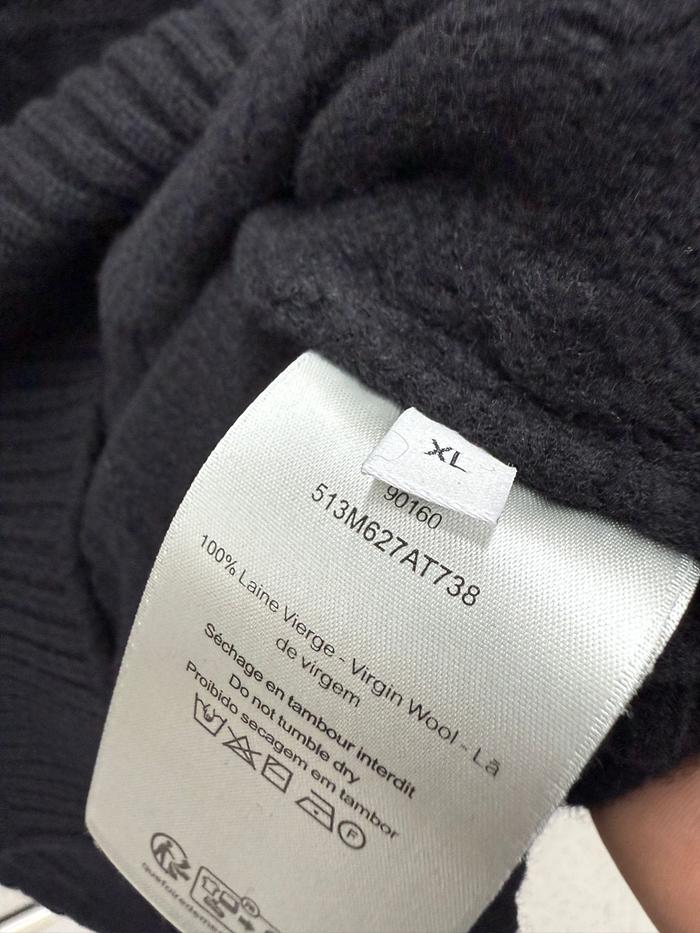 XL
90160
513M627AT738
100% Laine Vierge - Virgin Wool - Lã
de virgem
Séchage en tambour interdit
Do not tumble dry
Proibido secagem em tambor
F